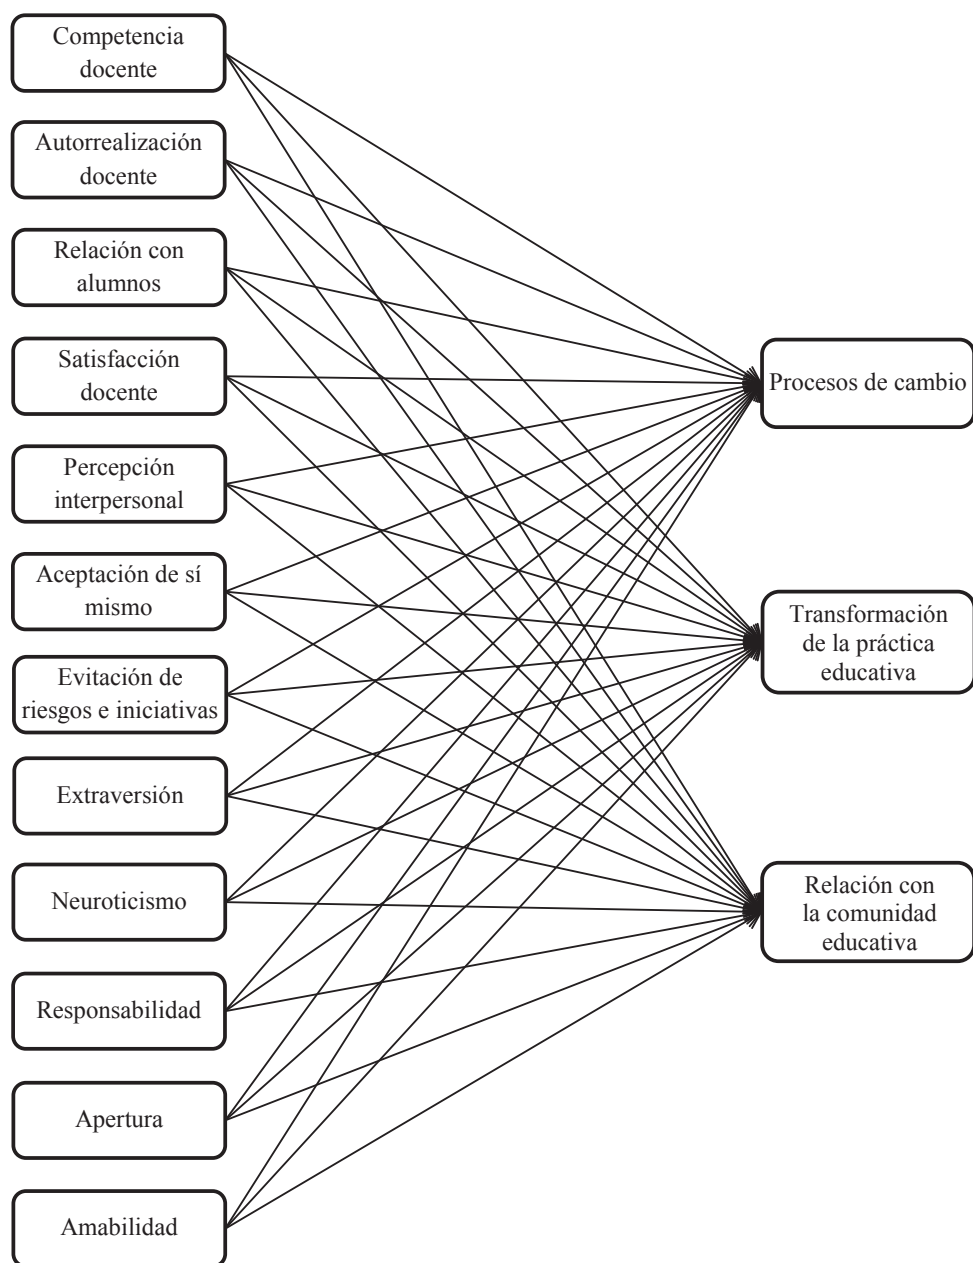 Competencia
docente
Autorrealización
docente
Relación con
alumnos
Satisfacción
docente
Percepción
interpersonal
Aceptación de sí
mismo
Evitación de
riesgos e iniciativas
Extraversión
Neuroticismo
Responsabilidad
Apertura
Amabilidad
Procesos de cambio
Transformación
de la práctica
educativa
Relación con
la comunidad
educativa